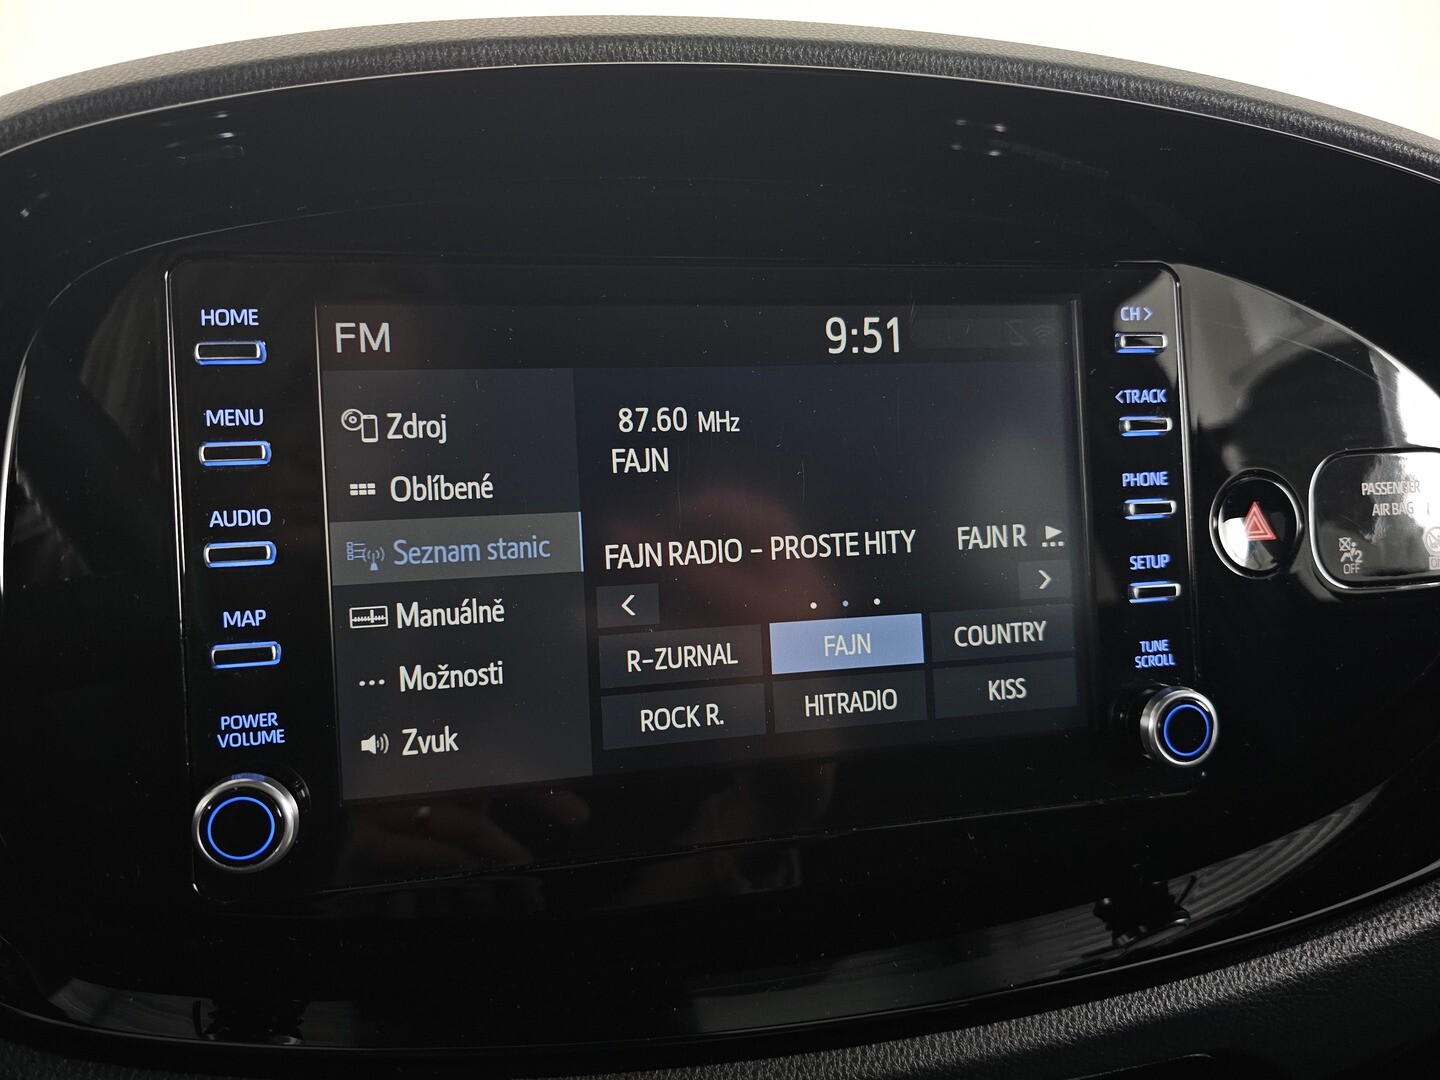 HOME
MENU
AUDIO
MAP
POWER
VOLUME
FM
9:51
Zdroj
Oblíbené
Seznam stanic
Manuálně
Možnosti
Zvuk
87.60 MHz
FAJN
FAJN RADIO - PROSTE HITY FAJN R
R-ZURNAL FAJN COUNTRY
ROCK R. HITRADIO KISS
CH>
<TRACK
PHONE
SETUP
TUNE
SCROLL
PASSENGER
AIR BAG
2
OFF